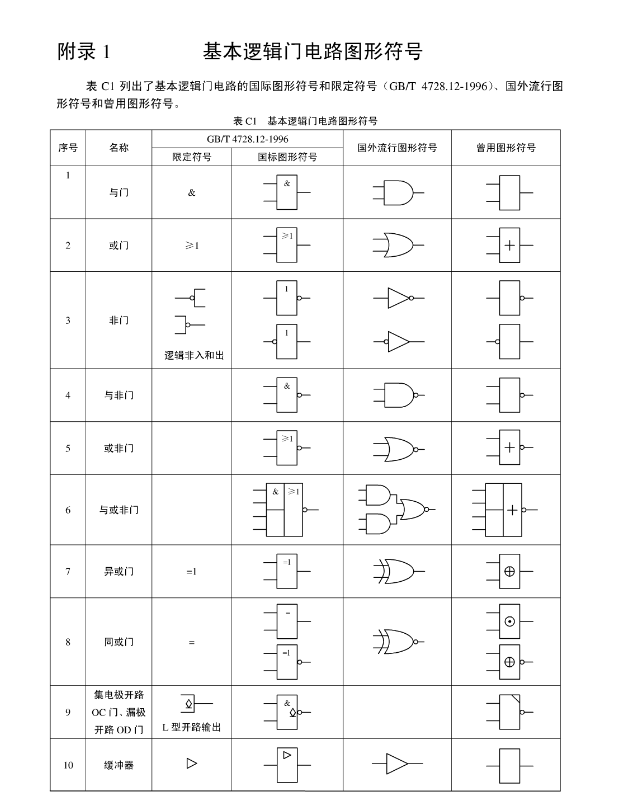 附录 1 基本逻辑门电路图形符号
表 C1 列出了基本逻辑门电路的国际图形符号和限定符号（GB/T 4728.12-1996）、国外流行图
形符号和曾用图形符号。
表 C1 基本逻辑门电路图形符号
序号 名称 GB/T 4728.12-1996 国外流行图形符号 曾用图形符号
限定符号 国标图形符号
1 与门 & &
2 或门 ≥1 ≥1 +
3 非门 1
1
逻辑非入和出
4 与非门 &
5 或非门 ≥1 +
6 与或非门 & ≥1 +
7 异或门 =1 =1
8 同或门 = =
=1
9 集电极开路 &
OC 门、漏极
开路 OD 门 L 型开路输出
10 缓冲器